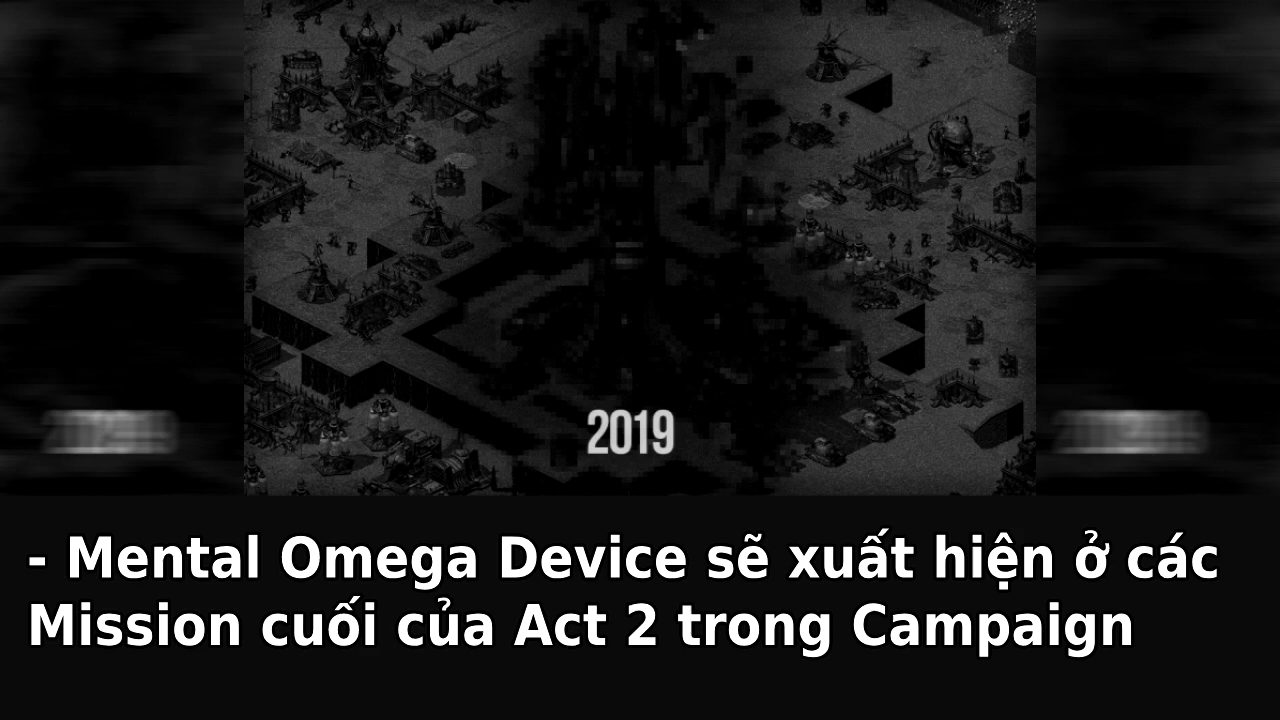 2019
- Mental Omega Device sẽ xuất hiện ở các
Mission cuối của Act 2 trong Campaign